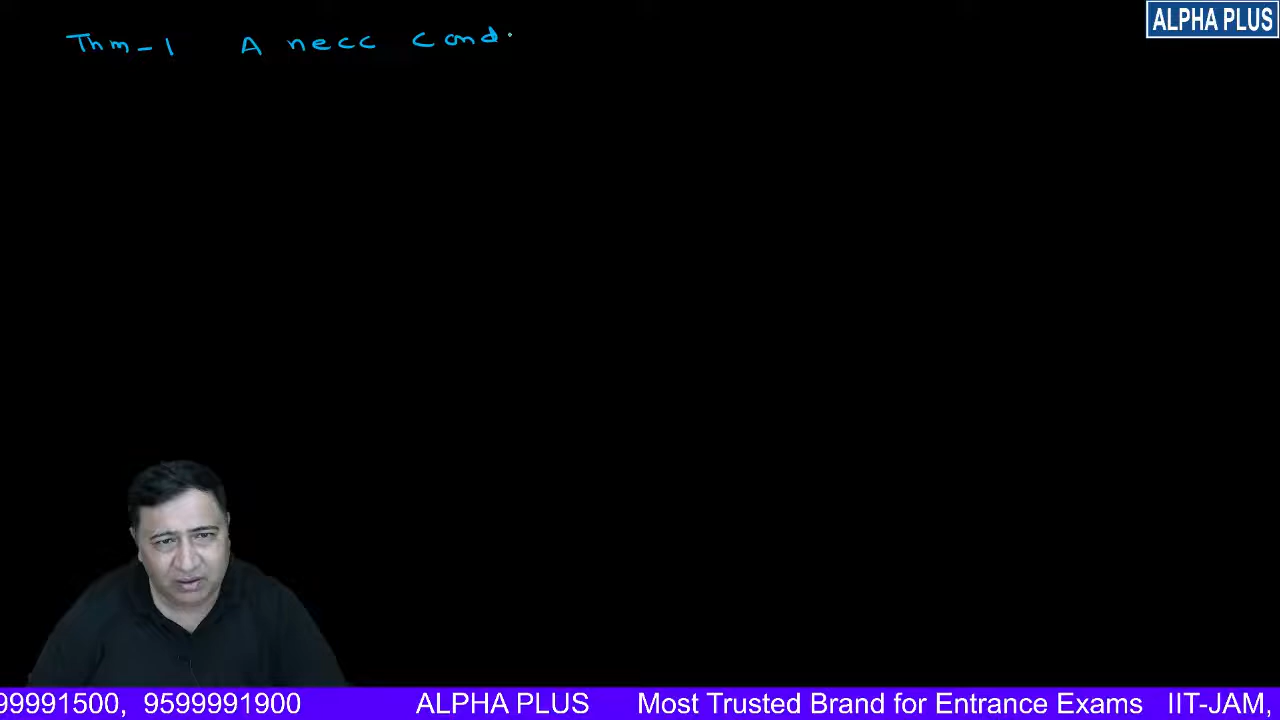 ALPHA PLUS
Thm-1 A necc cond.
99991500, 9599991900 ALPHA PLUS Most Trusted Brand for Entrance Exams IIT-JAM,